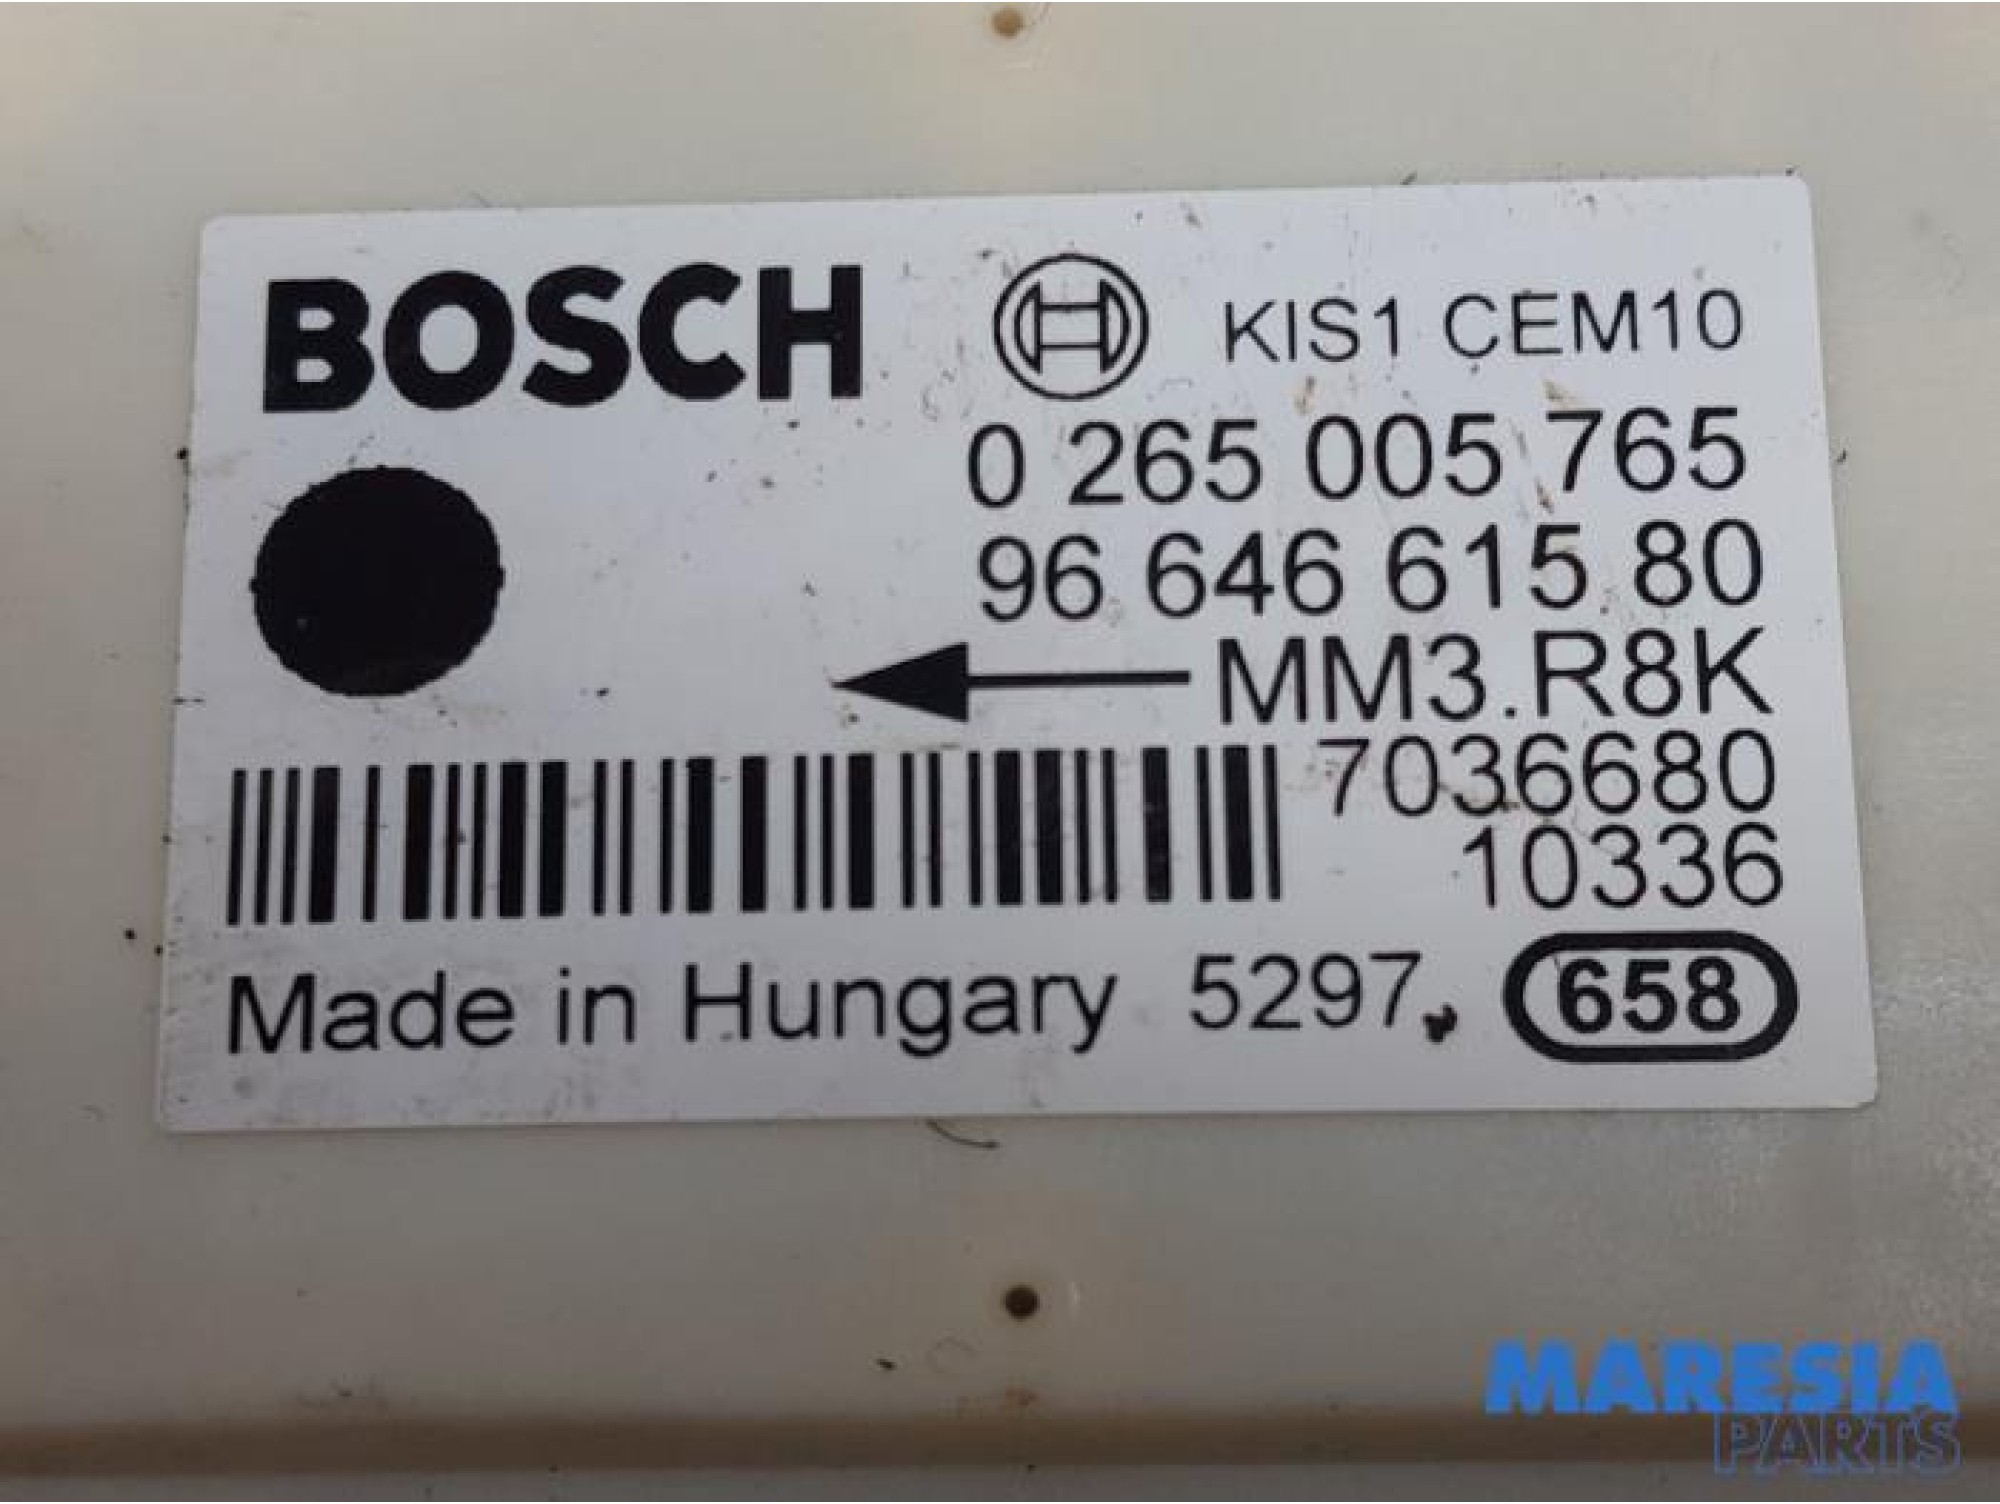 BOSCH KIS1 CEM10
0 265 005 765
96 646 615 80
MM3.R8K
7036680
10336
Made in Hungary 5297. 658
MARESIA
PARTS